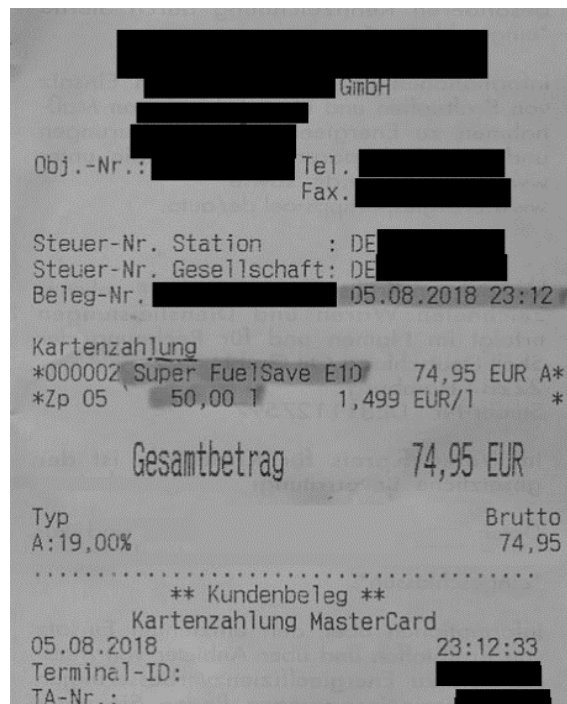 GmbH
Obj.-Nr.: Tel.
Fax.
Steuer-Nr. Station : DE
Steuer-Nr. Gesellschaft: DE
Beleg-Nr. 05.08.2018 23:12
Kartenzahlung
*000002 Super FuelSave E10 74,95 EUR A*
*Zp 05 50,00 l 1,499 EUR/l *
Gesamtbetrag 74,95 EUR
Typ Brutto
A:19,00% 74,95
** Kundenbeleg **
Kartenzahlung MasterCard
05.08.2018 23:12:33
Terminal-ID:
TA-Nr.: